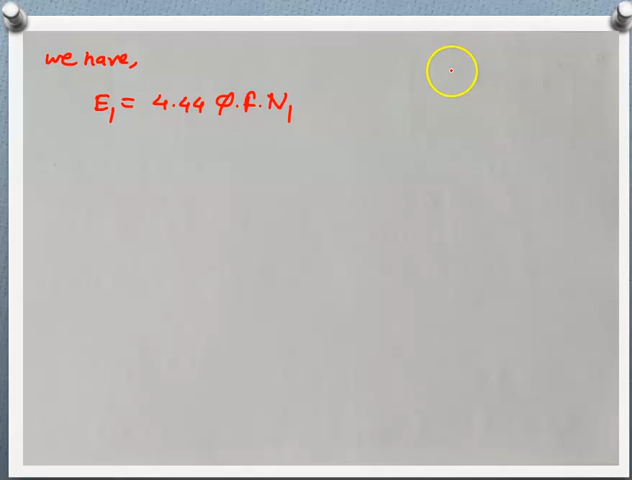 we have,
E₁ = 4.44 Φ.f.N₁